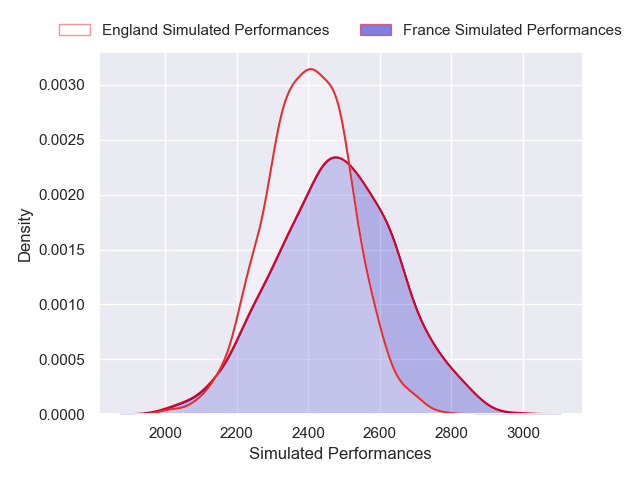 England Simulated Performances France Simulated Performances
0.0030
0.0025
0.0020
0.0015
0.0010
0.0005
0.0000
Density
2000 2200 2400 2600 2800 3000
Simulated Performances